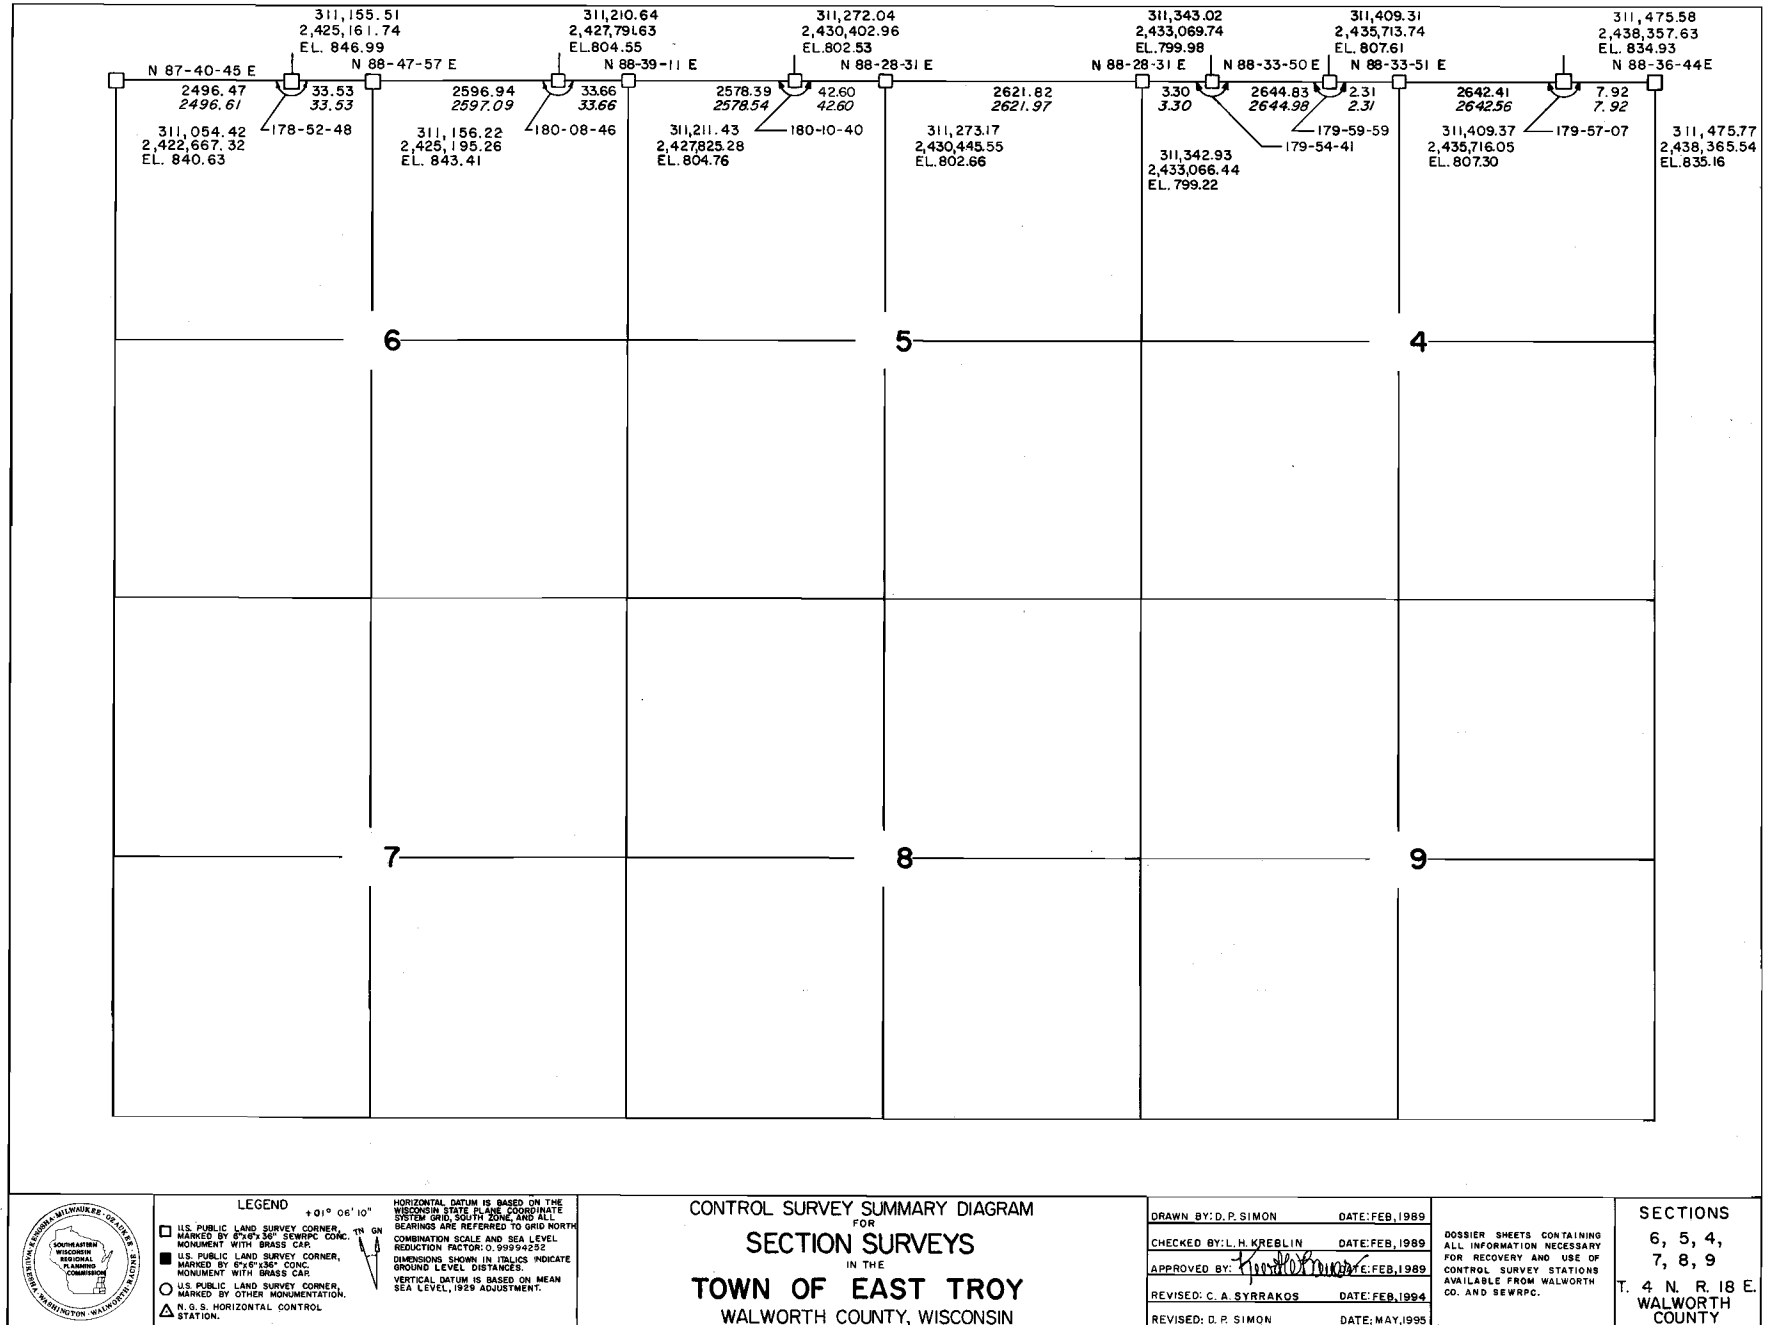 311,155.51
2,425,161.74
EL. 846.99
311,210.64
2,427,791.63
EL.804.55
311,272.04
2,430,402.96
EL.802.53
311,343.02
2,433,069.74
EL.799.98
311,409.31
2,435,713.74
EL.807.61
311,475.58
2,438,357.63
EL. 834.93
N 87-40-45 E
N 88-47-57 E
N 88-39-11 E
N 88-28-31 E
N 88-28-31 E
N 88-33-50 E
N 88-33-51 E
N 88-36-44 E
2496.47
2496.61
33.53
33.53
2596.94
2597.09
33.66
33.66
2578.39
2578.54
42.60
42.60
2621.82
2621.97
3.30
3.30
2644.83
2644.98
2.31
2.31
2642.41
2642.56
7.92
7.92
178-52-48
180-08-46
180-10-40
179-59-59
179-54-41
179-57-07
311,054.42
2,422,667.32
EL. 840.63
311,156.22
2,425,195.26
EL. 843.41
311,211.43
2,427,825.28
EL. 804.76
311,273.17
2,430,445.55
EL. 802.66
311,342.93
2,433,066.44
EL. 799.22
311,409.37
2,435,716.05
EL. 807.30
311,475.77
2,438,365.54
EL. 835.16
6
5
4
7
8
9
SOUTHEASTERN
WISCONSIN
REGIONAL
PLANNING
COMMISSION
KENOSHA · MILWAUKEE · OZAUKEE · RACINE · WALWORTH · WASHINGTON · WAUKESHA
LEGEND
U.S. PUBLIC LAND SURVEY CORNER,
MARKED BY 6"x6"x36" SEWRPC CONC.
MONUMENT WITH BRASS CAP.
U.S. PUBLIC LAND SURVEY CORNER,
MARKED BY 6"x6"x36" CONC.
MONUMENT WITH BRASS CAP.
U.S. PUBLIC LAND SURVEY CORNER,
MARKED BY OTHER MONUMENTATION.
N.G.S. HORIZONTAL CONTROL
STATION.
+01° 06' 10"
TN GN
HORIZONTAL DATUM IS BASED ON THE
WISCONSIN STATE PLANE COORDINATE
SYSTEM GRID, SOUTH ZONE, AND ALL
BEARINGS ARE REFERRED TO GRID NORTH
COMBINATION SCALE AND SEA LEVEL
REDUCTION FACTOR: 0.99994252
DIMENSIONS SHOWN IN ITALICS INDICATE
GROUND LEVEL DISTANCES.
VERTICAL DATUM IS BASED ON MEAN
SEA LEVEL, 1929 ADJUSTMENT.
CONTROL SURVEY SUMMARY DIAGRAM
FOR
SECTION SURVEYS
IN THE
TOWN OF EAST TROY
WALWORTH COUNTY, WISCONSIN
DRAWN BY: D. P. SIMON DATE: FEB, 1989
CHECKED BY: L. H. KREBLIN DATE: FEB, 1989
APPROVED BY: DATE: FEB, 1989
REVISED: C. A. SYRRAKOS DATE: FEB, 1994
REVISED: D. P. SIMON DATE: MAY, 1995
DOSSIER SHEETS CONTAINING
ALL INFORMATION NECESSARY
FOR RECOVERY AND USE OF
CONTROL SURVEY STATIONS
AVAILABLE FROM WALWORTH
CO. AND SEWRPC.
SECTIONS
6, 5, 4,
7, 8, 9
T. 4 N. R. 18 E.
WALWORTH
COUNTY